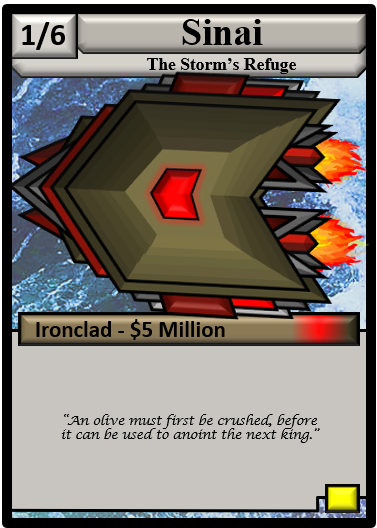 1/6
Sinai
The Storm's Refuge
Ironclad - $5 Million
"An olive must first be crushed, before
it can be used to anoint the next king."